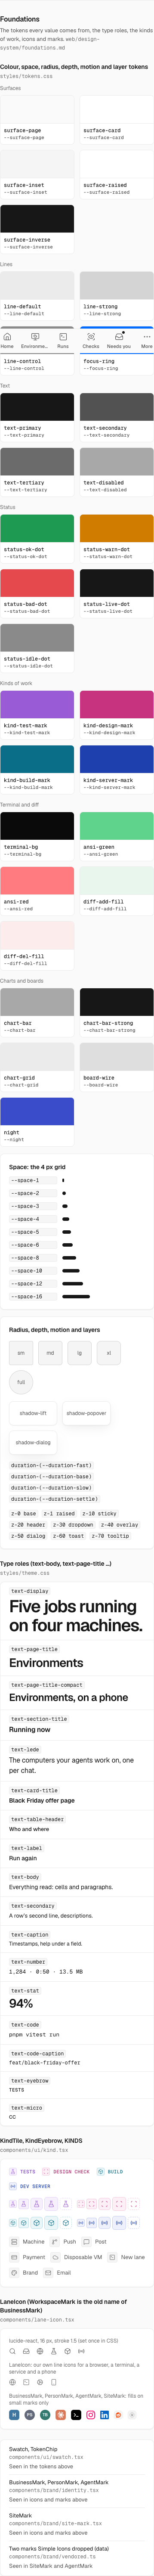 Foundations
The tokens every value comes from, the type roles, the kinds
of work, icons and marks. web/design-
system/foundations.md
Colour, space, radius, depth, motion and layer tokens
styles/tokens.css
Surfaces
surface-page
--surface-page
surface-card
--surface-card
surface-inset
--surface-inset
surface-raised
--surface-raised
surface-inverse
--surface-inverse
Lines
line-default
--line-default
line-strong
--line-strong
Home
Environme...
Runs
Checks
Needs you
More
line-control
--line-control
focus-ring
--focus-ring
Text
text-primary
--text-primary
text-secondary
--text-secondary
text-tertiary
--text-tertiary
text-disabled
--text-disabled
Status
status-ok-dot
--status-ok-dot
status-warn-dot
--status-warn-dot
status-bad-dot
--status-bad-dot
status-live-dot
--status-live-dot
status-idle-dot
--status-idle-dot
Kinds of work
kind-test-mark
--kind-test-mark
kind-design-mark
--kind-design-mark
kind-build-mark
--kind-build-mark
kind-server-mark
--kind-server-mark
Terminal and diff
terminal-bg
--terminal-bg
ansi-green
--ansi-green
ansi-red
--ansi-red
diff-add-fill
--diff-add-fill
diff-del-fill
--diff-del-fill
Charts and boards
chart-bar
--chart-bar
chart-bar-strong
--chart-bar-strong
chart-grid
--chart-grid
board-wire
--board-wire
night
--night
Space: the 4 px grid
--space-1
--space-2
--space-3
--space-4
--space-5
--space-6
--space-8
--space-10
--space-12
--space-16
Radius, depth, motion and layers
sm
md
lg
xl
full
shadow-lift
shadow-popover
shadow-dialog
duration-(--duration-fast)
duration-(--duration-base)
duration-(--duration-slow)
duration-(--duration-settle)
z-0 base
z-1 raised
z-10 sticky
z-20 header
z-30 dropdown
z-40 overlay
z-50 dialog
z-60 toast
z-70 tooltip
Type roles (text-body, text-page-title ...)
styles/theme.css
text-display
Five jobs running
on four machines.
text-page-title
Environments
text-page-title-compact
Environments, on a phone
text-section-title
Running now
text-lede
The computers your agents work on, one
per chat.
text-card-title
Black Friday offer page
text-table-header
Who and where
text-label
Run again
text-body
Everything read: cells and paragraphs.
text-secondary
A row's second line, descriptions.
text-caption
Timestamps, help under a field.
text-number
1,284 · 0:50 · 13.5 MB
text-stat
94%
text-code
pnpm vitest run
text-code-caption
feat/black-friday-offer
text-eyebrow
TESTS
text-micro
CC
KindTile, KindEyebrow, KINDS
components/ui/kind.tsx
TESTS
DESIGN CHECK
BUILD
DEV SERVER
Machine
Push
Post
Payment
Disposable VM
New lane
Brand
Email
LaneIcon (WorkspaceMark is the old name of
BusinessMark)
components/lane-icon.tsx
lucide-react, 16 px, stroke 1.5 (set once in CSS)
LaneIcon: our own line icons for a browser, a terminal, a
service and a phone
BusinessMark, PersonMark, AgentMark, SiteMark: fills on
small marks only
Swatch, TokenChip
components/ui/swatch.tsx
Seen in the tokens above
BusinessMark, PersonMark, AgentMark
components/brand/identity.tsx
Seen in icons and marks above
SiteMark
components/brand/site-mark.tsx
Seen in icons and marks above
Two marks Simple Icons dropped (data)
components/brand/vendored.ts
Seen in SiteMark and AgentMark